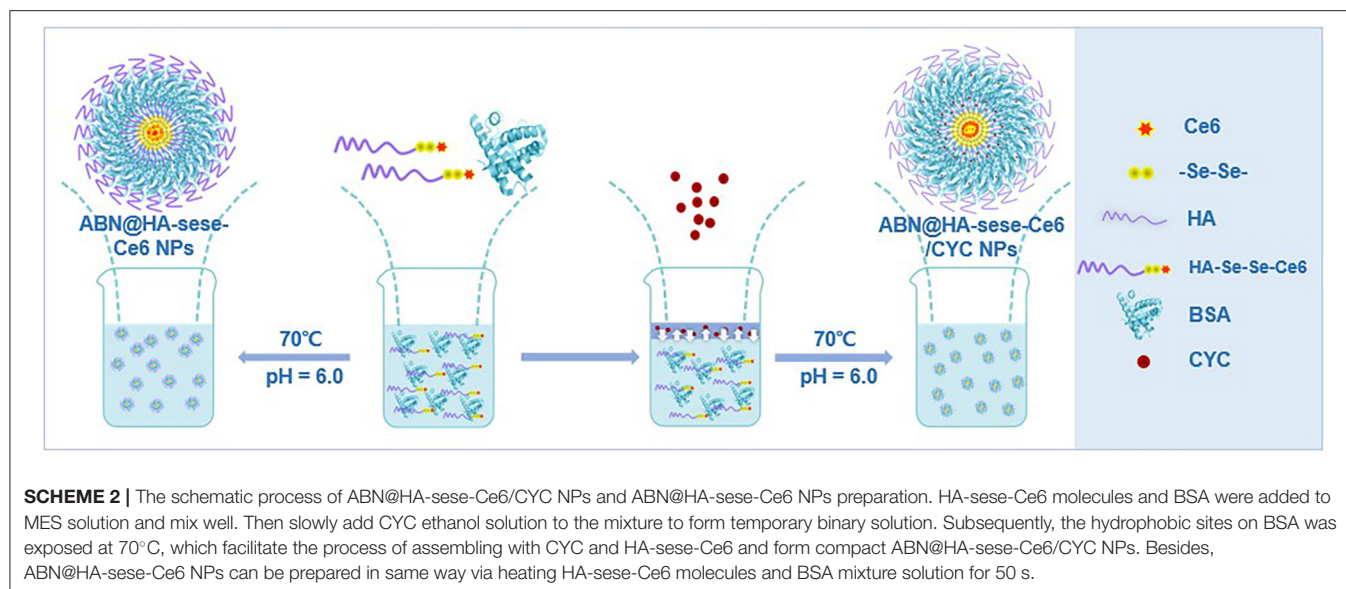 ABN@HA-sese-
Ce6 NPs
ABN@HA-sese-Ce6
/CYC NPs
70°C
pH = 6.0
70°C
pH = 6.0
Ce6
-Se-Se-
HA
HA-Se-Se-Ce6
BSA
CYC
SCHEME 2 | The schematic process of ABN@HA-sese-Ce6/CYC NPs and ABN@HA-sese-Ce6 NPs preparation. HA-sese-Ce6 molecules and BSA were added to
MES solution and mix well. Then slowly add CYC ethanol solution to the mixture to form temporary binary solution. Subsequently, the hydrophobic sites on BSA was
exposed at 70°C, which facilitate the process of assembling with CYC and HA-sese-Ce6 and form compact ABN@HA-sese-Ce6/CYC NPs. Besides,
ABN@HA-sese-Ce6 NPs can be prepared in same way via heating HA-sese-Ce6 molecules and BSA mixture solution for 50 s.